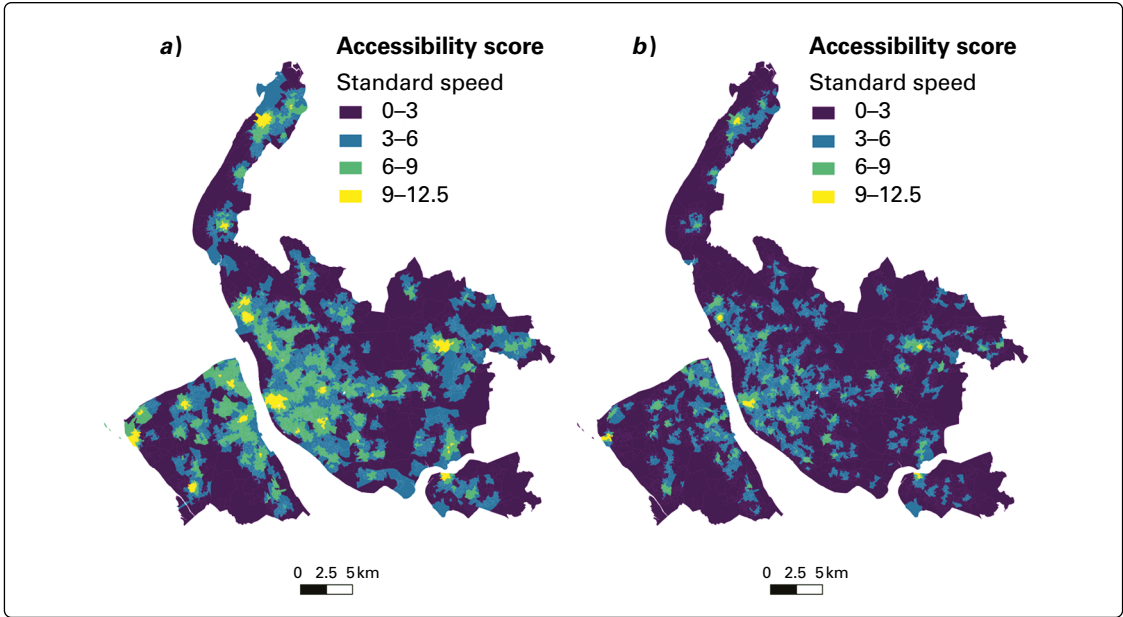 a)
Accessibility score
Standard speed
0–3
3–6
6–9
9–12.5
0 2.5 5 km
b)
Accessibility score
Standard speed
0–3
3–6
6–9
9–12.5
0 2.5 5 km